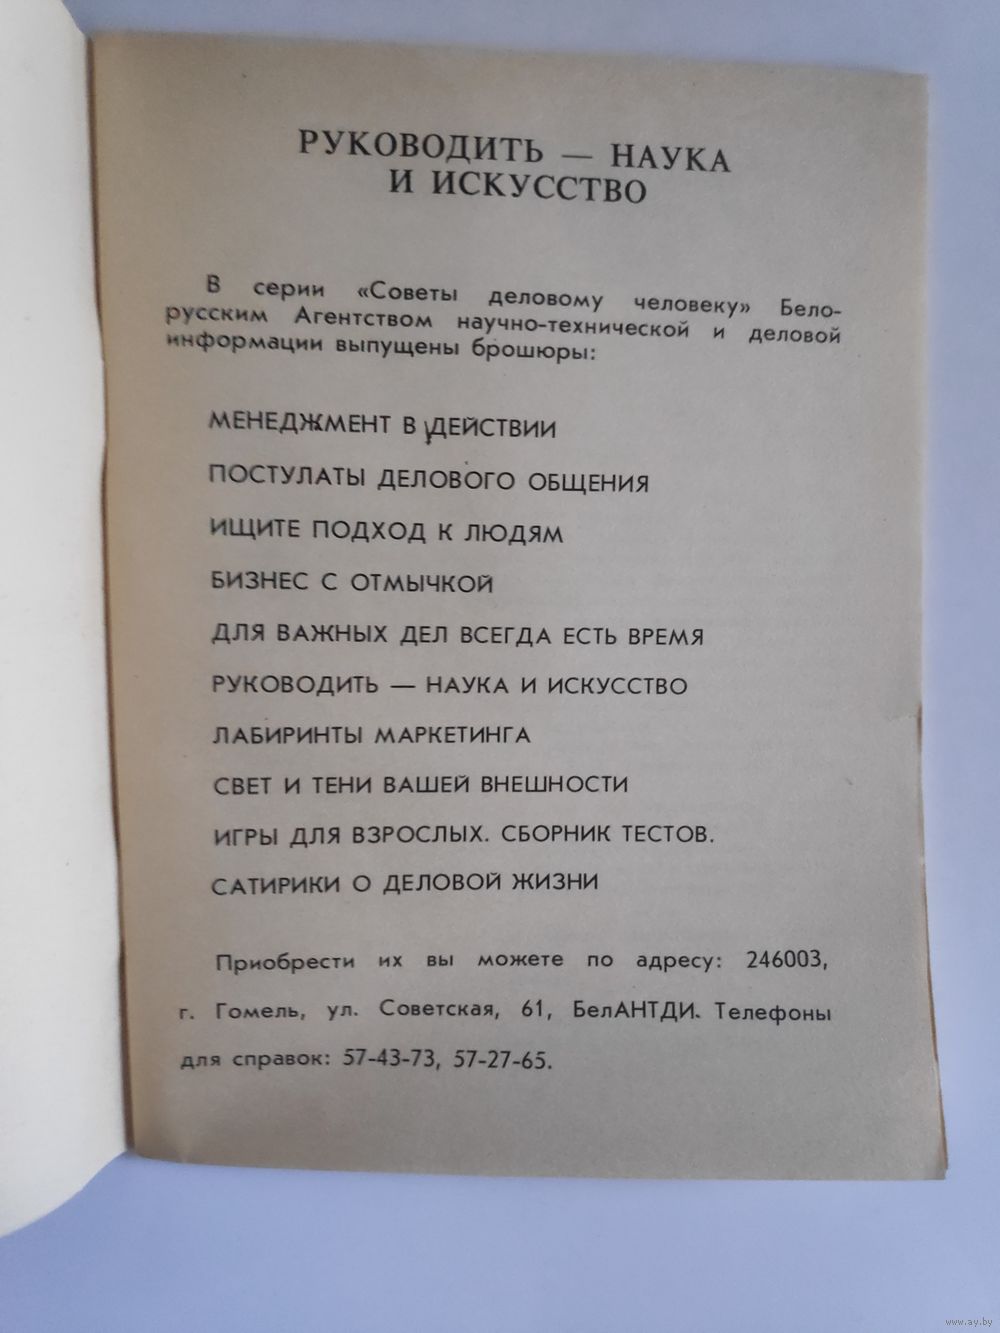 РУКОВОДИТЬ — НАУКА
И ИСКУССТВО
В серии «Советы деловому человеку» Бело-
русским Агентством научно-технической и деловой
информации выпущены брошюры:
МЕНЕДЖМЕНТ В ДЕЙСТВИИ
ПОСТУЛАТЫ ДЕЛОВОГО ОБЩЕНИЯ
ИЩИТЕ ПОДХОД К ЛЮДЯМ
БИЗНЕС С ОТМЫЧКОЙ
ДЛЯ ВАЖНЫХ ДЕЛ ВСЕГДА ЕСТЬ ВРЕМЯ
РУКОВОДИТЬ — НАУКА И ИСКУССТВО
ЛАБИРИНТЫ МАРКЕТИНГА
СВЕТ И ТЕНИ ВАШЕЙ ВНЕШНОСТИ
ИГРЫ ДЛЯ ВЗРОСЛЫХ. СБОРНИК ТЕСТОВ.
САТИРИКИ О ДЕЛОВОЙ ЖИЗНИ
Приобрести их вы можете по адресу: 246003,
г. Гомель, ул. Советская, 61, БелАНТДИ. Телефоны
для справок: 57-43-73, 57-27-65.
www.ay.by